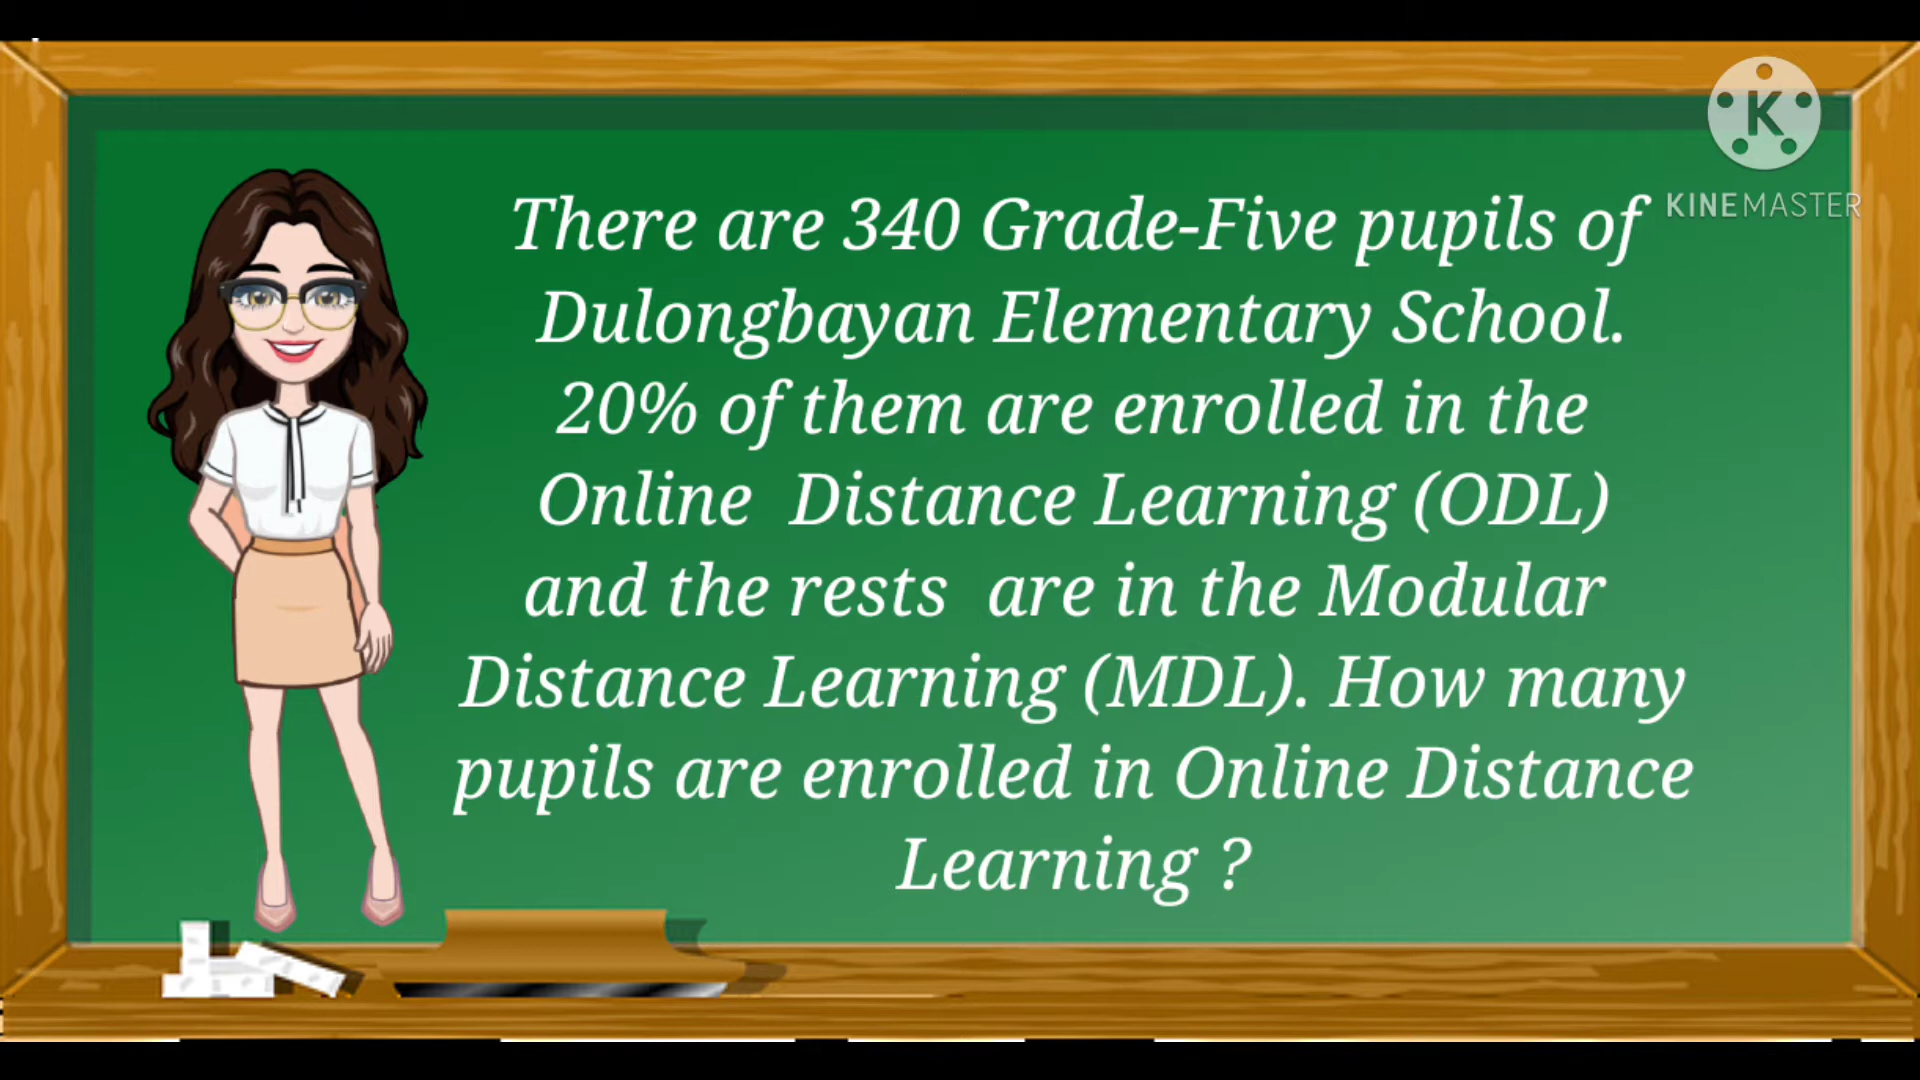 K
KINEMASTER
There are 340 Grade-Five pupils of
Dulongbayan Elementary School.
20% of them are enrolled in the
Online Distance Learning (ODL)
and the rests are in the Modular
Distance Learning (MDL). How many
pupils are enrolled in Online Distance
Learning ?